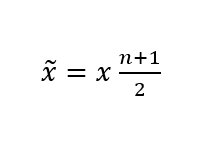 x̃ = x (n+1)/2